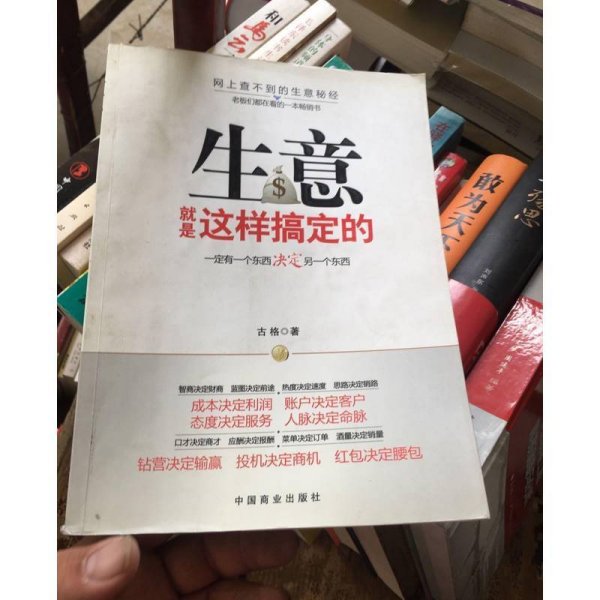 网上查不到的生意秘经
老板们都在看的一本畅销书
生意
就是这样搞定的
一定有一个东西决定另一个东西
古格◎著
智商决定财商 蓝图决定前途 热度决定速度 思路决定销路
成本决定利润 账户决定客户
态度决定服务 人脉决定命脉
口才决定商才 应酬决定报酬 菜单决定订单 酒量决定销量
钻营决定输赢 投机决定商机 红包决定腰包
中国商业出版社
和马云
敢为天下